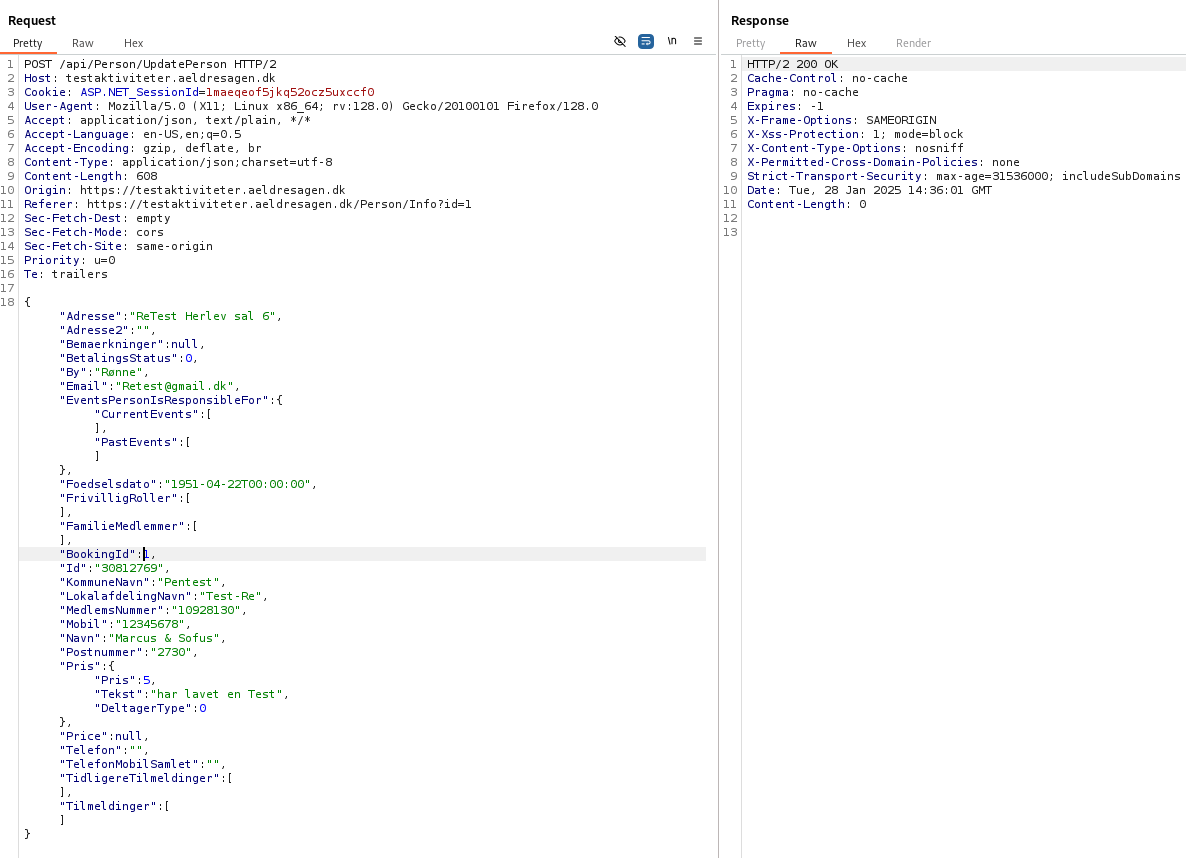 Request
Pretty Raw Hex
\n
1 POST /api/Person/UpdatePerson HTTP/2
2 Host: testaktiviteter.aeldresagen.dk
3 Cookie: ASP.NET_SessionId=1maeqeof5jkq52ocz5uxccf0
4 User-Agent: Mozilla/5.0 (X11; Linux x86_64; rv:128.0) Gecko/20100101 Firefox/128.0
5 Accept: application/json, text/plain, */*
6 Accept-Language: en-US,en;q=0.5
7 Accept-Encoding: gzip, deflate, br
8 Content-Type: application/json;charset=utf-8
9 Content-Length: 608
10 Origin: https://testaktiviteter.aeldresagen.dk
11 Referer: https://testaktiviteter.aeldresagen.dk/Person/Info?id=1
12 Sec-Fetch-Dest: empty
13 Sec-Fetch-Mode: cors
14 Sec-Fetch-Site: same-origin
15 Priority: u=0
16 Te: trailers
17
18 {
"Adresse":"ReTest Herlev sal 6",
"Adresse2":"",
"Bemaerkninger":null,
"BetalingsStatus":0,
"By":"Rønne",
"Email":"Retest@gmail.dk",
"EventsPersonIsResponsibleFor":{
"CurrentEvents":[
],
"PastEvents":[
]
},
"Foedselsdato":"1951-04-22T00:00:00",
"FrivilligRoller":[
],
"FamilieMedlemmer":[
],
"BookingId":1,
"Id":"30812769",
"KommuneNavn":"Pentest",
"LokalafdelingNavn":"Test-Re",
"MedlemsNummer":"10928130",
"Mobil":"12345678",
"Navn":"Marcus & Sofus",
"Postnummer":"2730",
"Pris":{
"Pris":5,
"Tekst":"har lavet en Test",
"DeltagerType":0
},
"Price":null,
"Telefon":"",
"TelefonMobilSamlet":"",
"TidligereTilmeldinger":[
],
"Tilmeldinger":[
]
}
Response
Pretty Raw Hex Render
1 HTTP/2 200 OK
2 Cache-Control: no-cache
3 Pragma: no-cache
4 Expires: -1
5 X-Frame-Options: SAMEORIGIN
6 X-Xss-Protection: 1; mode=block
7 X-Content-Type-Options: nosniff
8 X-Permitted-Cross-Domain-Policies: none
9 Strict-Transport-Security: max-age=31536000; includeSubDomains
10 Date: Tue, 28 Jan 2025 14:36:01 GMT
11 Content-Length: 0
12
13